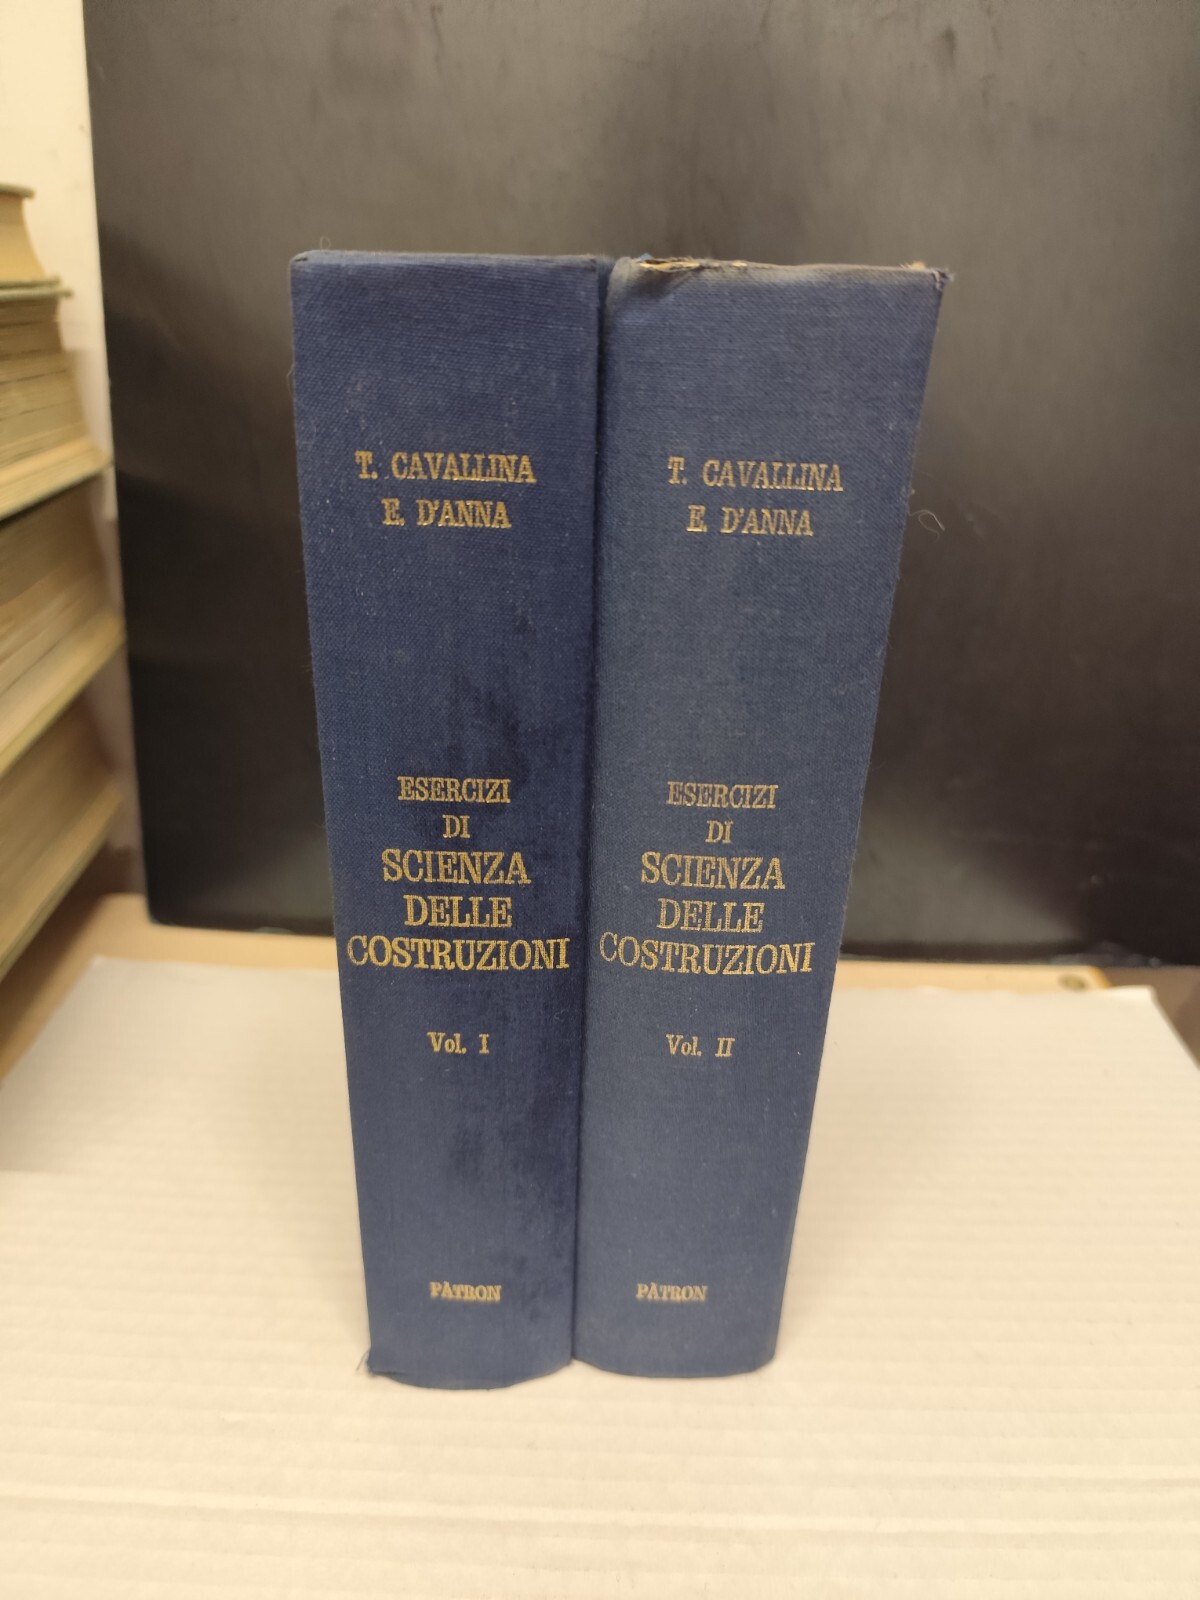 T. CAVALLINA
E. D'ANNA
ESERCIZI
DI
SCIENZA
DELLE
COSTRUZIONI
Vol. I
PÀTRON
T. CAVALLINA
E. D'ANNA
ESERCIZI
DI
SCIENZA
DELLE
COSTRUZIONI
Vol. II
PÀTRON